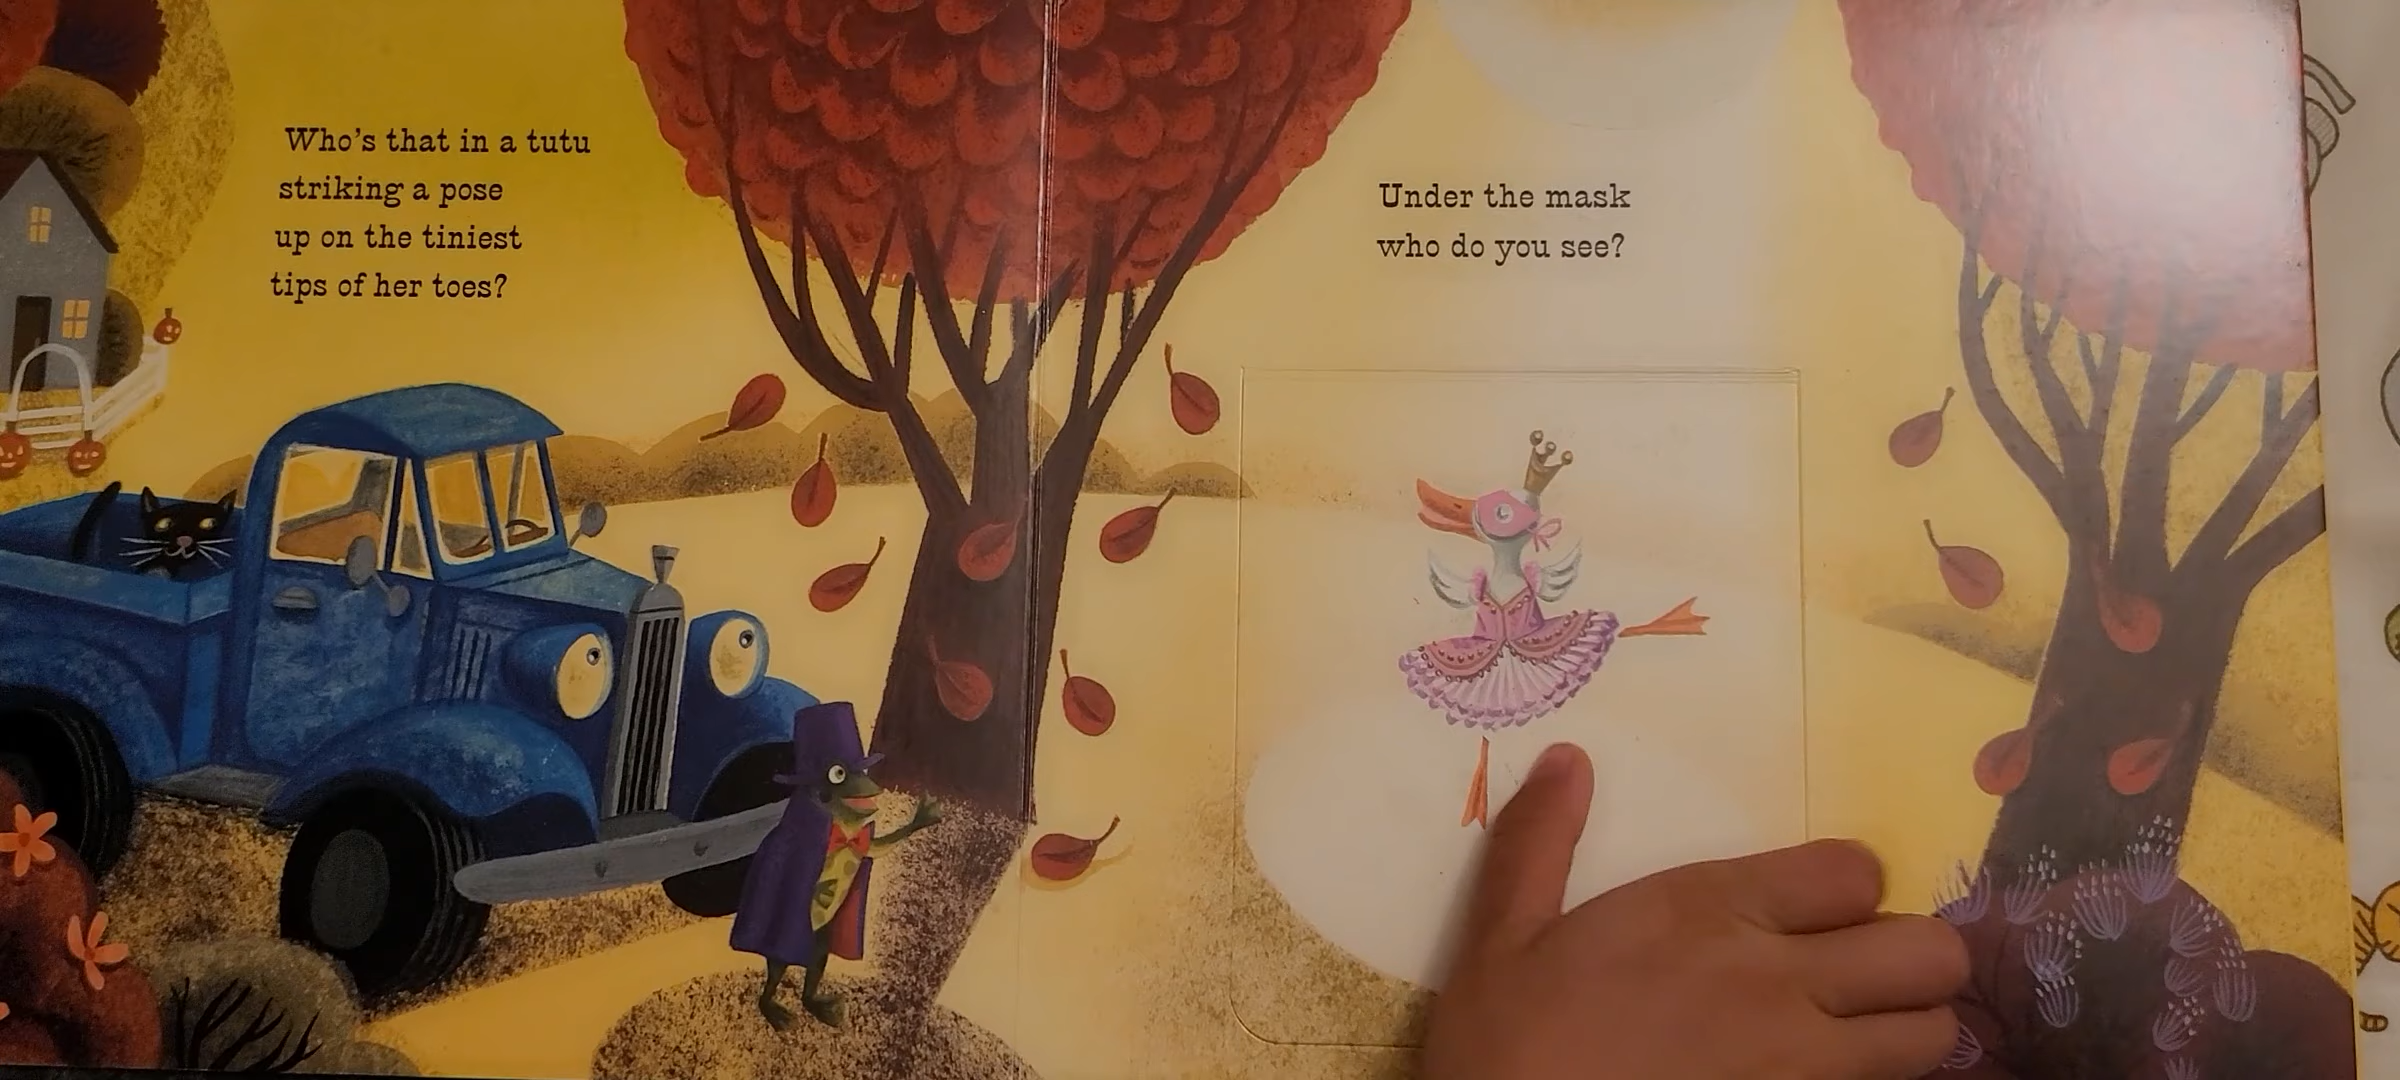 Who's that in a tutu
striking a pose
up on the tiniest
tips of her toes?
Under the mask
who do you see?